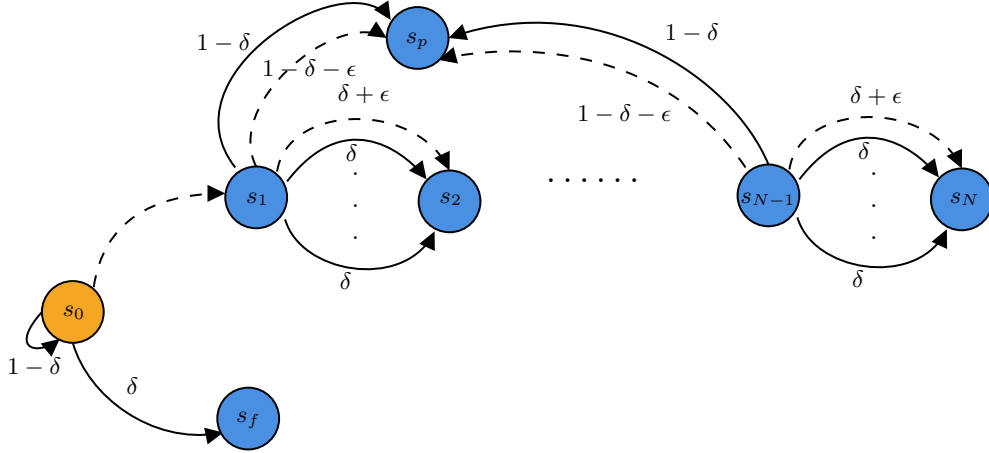 s_p
1 − δ
1 − δ
1 − δ − ϵ
δ + ϵ
δ + ϵ
1 − δ − ϵ
δ
δ
s_1
· · · · · ·
s_2
s_{N−1}
s_N
δ
δ
s_0
1 − δ
δ
s_f